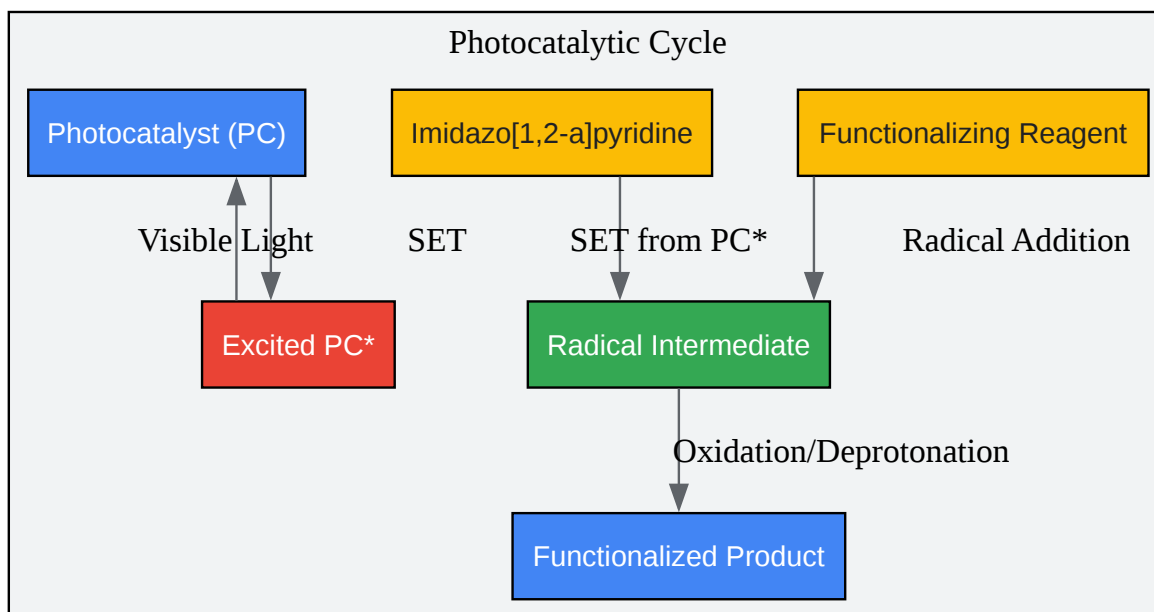 Photocatalytic Cycle
Photocatalyst (PC)
Imidazo[1,2-a]pyridine
Functionalizing Reagent
Visible Light
SET
SET from PC*
Radical Addition
Excited PC*
Radical Intermediate
Oxidation/Deprotonation
Functionalized Product